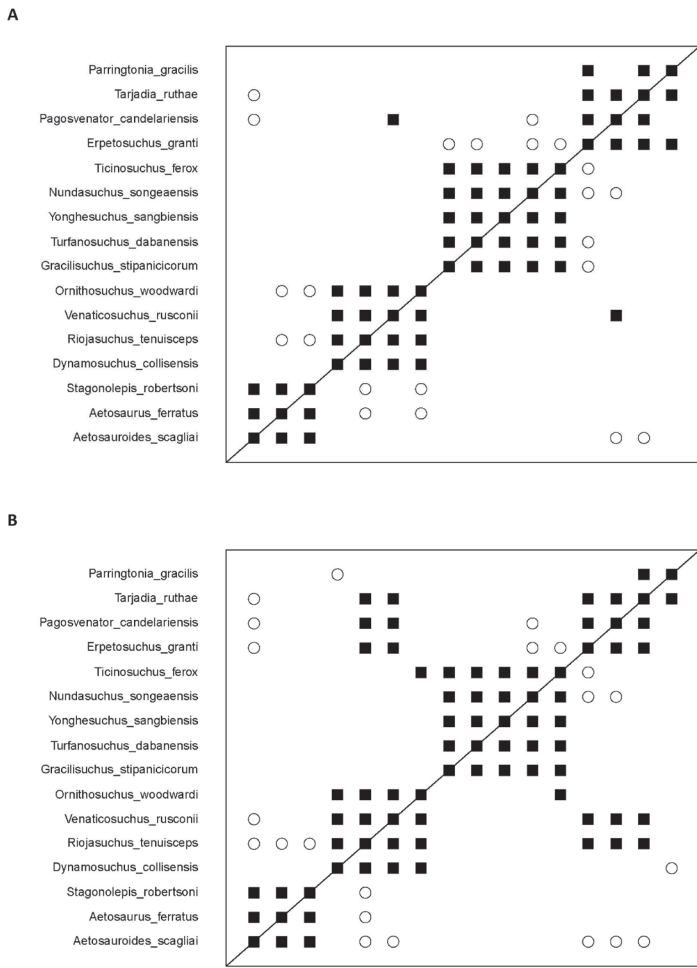 A
Parringtonia_gracilis
Tarjadia_ruthae
Pagosvenator_candelariensis
Erpetosuchus_granti
Ticinosuchus_ferox
Nundasuchus_songeaensis
Yonghesuchus_sangbiensis
Turfanosuchus_dabanensis
Gracilisuchus_stipanicicorum
Ornithosuchus_woodwardi
Venaticosuchus_rusconii
Riojasuchus_tenuisceps
Dynamosuchus_collisensis
Stagonolepis_robertsoni
Aetosaurus_ferratus
Aetosauroides_scagliai
B
Parringtonia_gracilis
Tarjadia_ruthae
Pagosvenator_candelariensis
Erpetosuchus_granti
Ticinosuchus_ferox
Nundasuchus_songeaensis
Yonghesuchus_sangbiensis
Turfanosuchus_dabanensis
Gracilisuchus_stipanicicorum
Ornithosuchus_woodwardi
Venaticosuchus_rusconii
Riojasuchus_tenuisceps
Dynamosuchus_collisensis
Stagonolepis_robertsoni
Aetosaurus_ferratus
Aetosauroides_scagliai